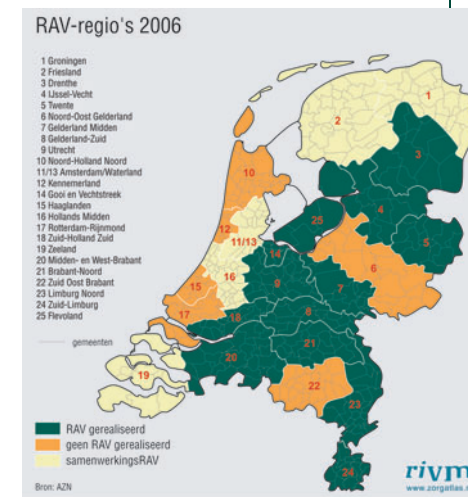 RAV-regio's 2006
1 Groningen
2 Friesland
3 Drenthe
4 IJssel-Vecht
5 Twente
6 Noord-Oost Gelderland
7 Gelderland Midden
8 Gelderland-Zuid
9 Utrecht
10 Noord-Holland Noord
11/13 Amsterdam/Waterland
12 Kennemerland
14 Gooi en Vechtstreek
15 Haaglanden
16 Hollands Midden
17 Rotterdam-Rijnmond
18 Zuid-Holland Zuid
19 Zeeland
20 Midden- en West-Brabant
21 Brabant-Noord
22 Zuid Oost Brabant
23 Limburg Noord
24 Zuid-Limburg
25 Flevoland
gemeenten
1
2
3
10
4
25
12
11/13
5
14
6
16
15
9
7
17
18
8
21
20
19
22
23
24
RAV gerealiseerd
geen RAV gerealiseerd
samenwerkingsRAV
Bron: AZN
rivm
www.zorgatlas.n